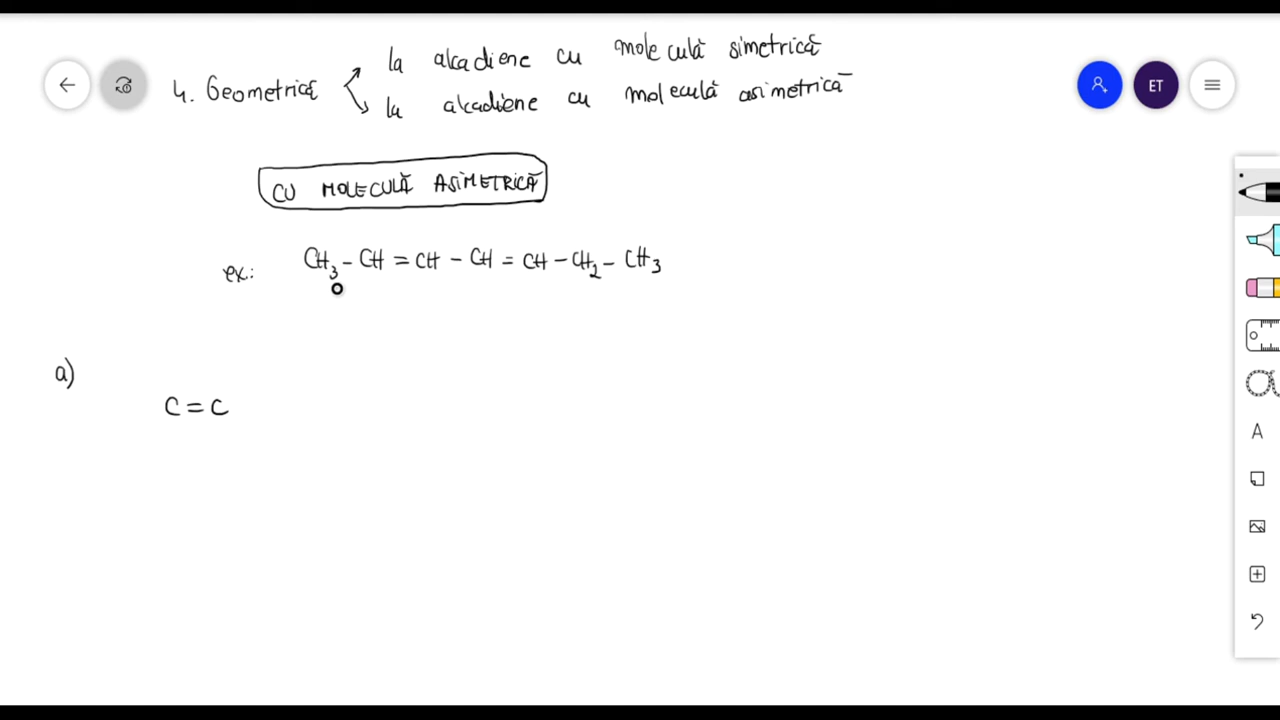 4. Geometrică
la alcadiene cu moleculă simetrică
la alcadiene cu moleculă asimetrică
ET
CU MOLECULĂ ASIMETRICĂ
ex: CH3 - CH = CH - CH = CH - CH2 - CH3
a)
C = C
A